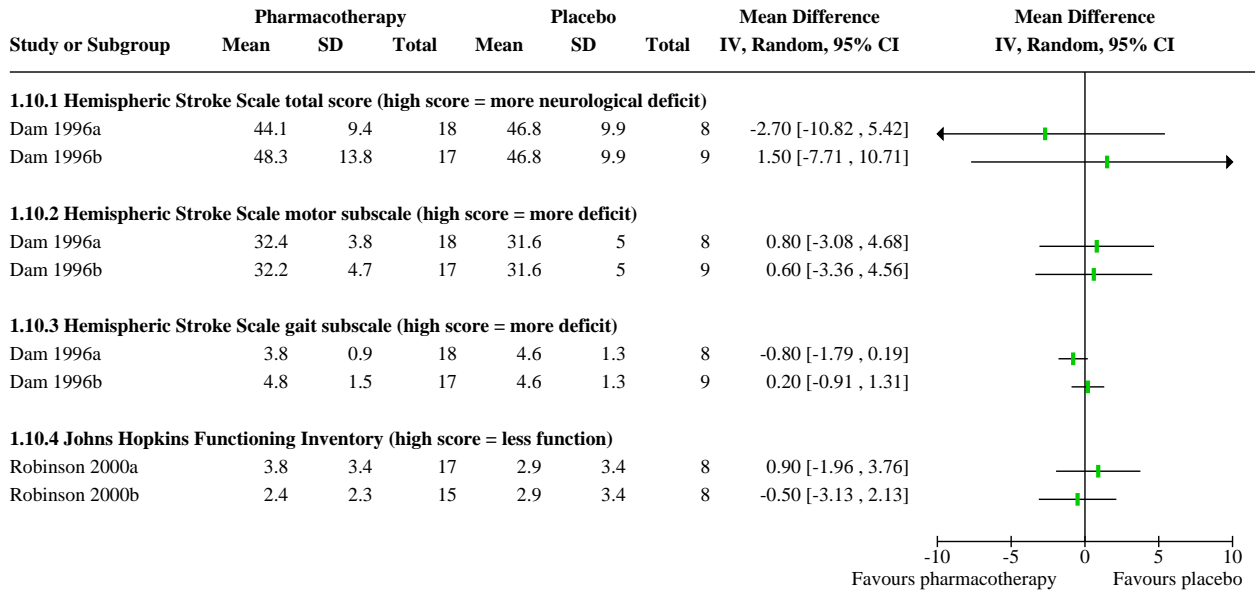 Pharmacotherapy Placebo Mean Difference Mean Difference
Study or Subgroup Mean SD Total Mean SD Total IV, Random, 95% CI IV, Random, 95% CI
1.10.1 Hemispheric Stroke Scale total score (high score = more neurological deficit)
Dam 1996a 44.1 9.4 18 46.8 9.9 8 -2.70 [-10.82 , 5.42]
Dam 1996b 48.3 13.8 17 46.8 9.9 9 1.50 [-7.71 , 10.71]
1.10.2 Hemispheric Stroke Scale motor subscale (high score = more deficit)
Dam 1996a 32.4 3.8 18 31.6 5 8 0.80 [-3.08 , 4.68]
Dam 1996b 32.2 4.7 17 31.6 5 9 0.60 [-3.36 , 4.56]
1.10.3 Hemispheric Stroke Scale gait subscale (high score = more deficit)
Dam 1996a 3.8 0.9 18 4.6 1.3 8 -0.80 [-1.79 , 0.19]
Dam 1996b 4.8 1.5 17 4.6 1.3 9 0.20 [-0.91 , 1.31]
1.10.4 Johns Hopkins Functioning Inventory (high score = less function)
Robinson 2000a 3.8 3.4 17 2.9 3.4 8 0.90 [-1.96 , 3.76]
Robinson 2000b 2.4 2.3 15 2.9 3.4 8 -0.50 [-3.13 , 2.13]
-10 -5 0 5 10
Favours pharmacotherapy Favours placebo